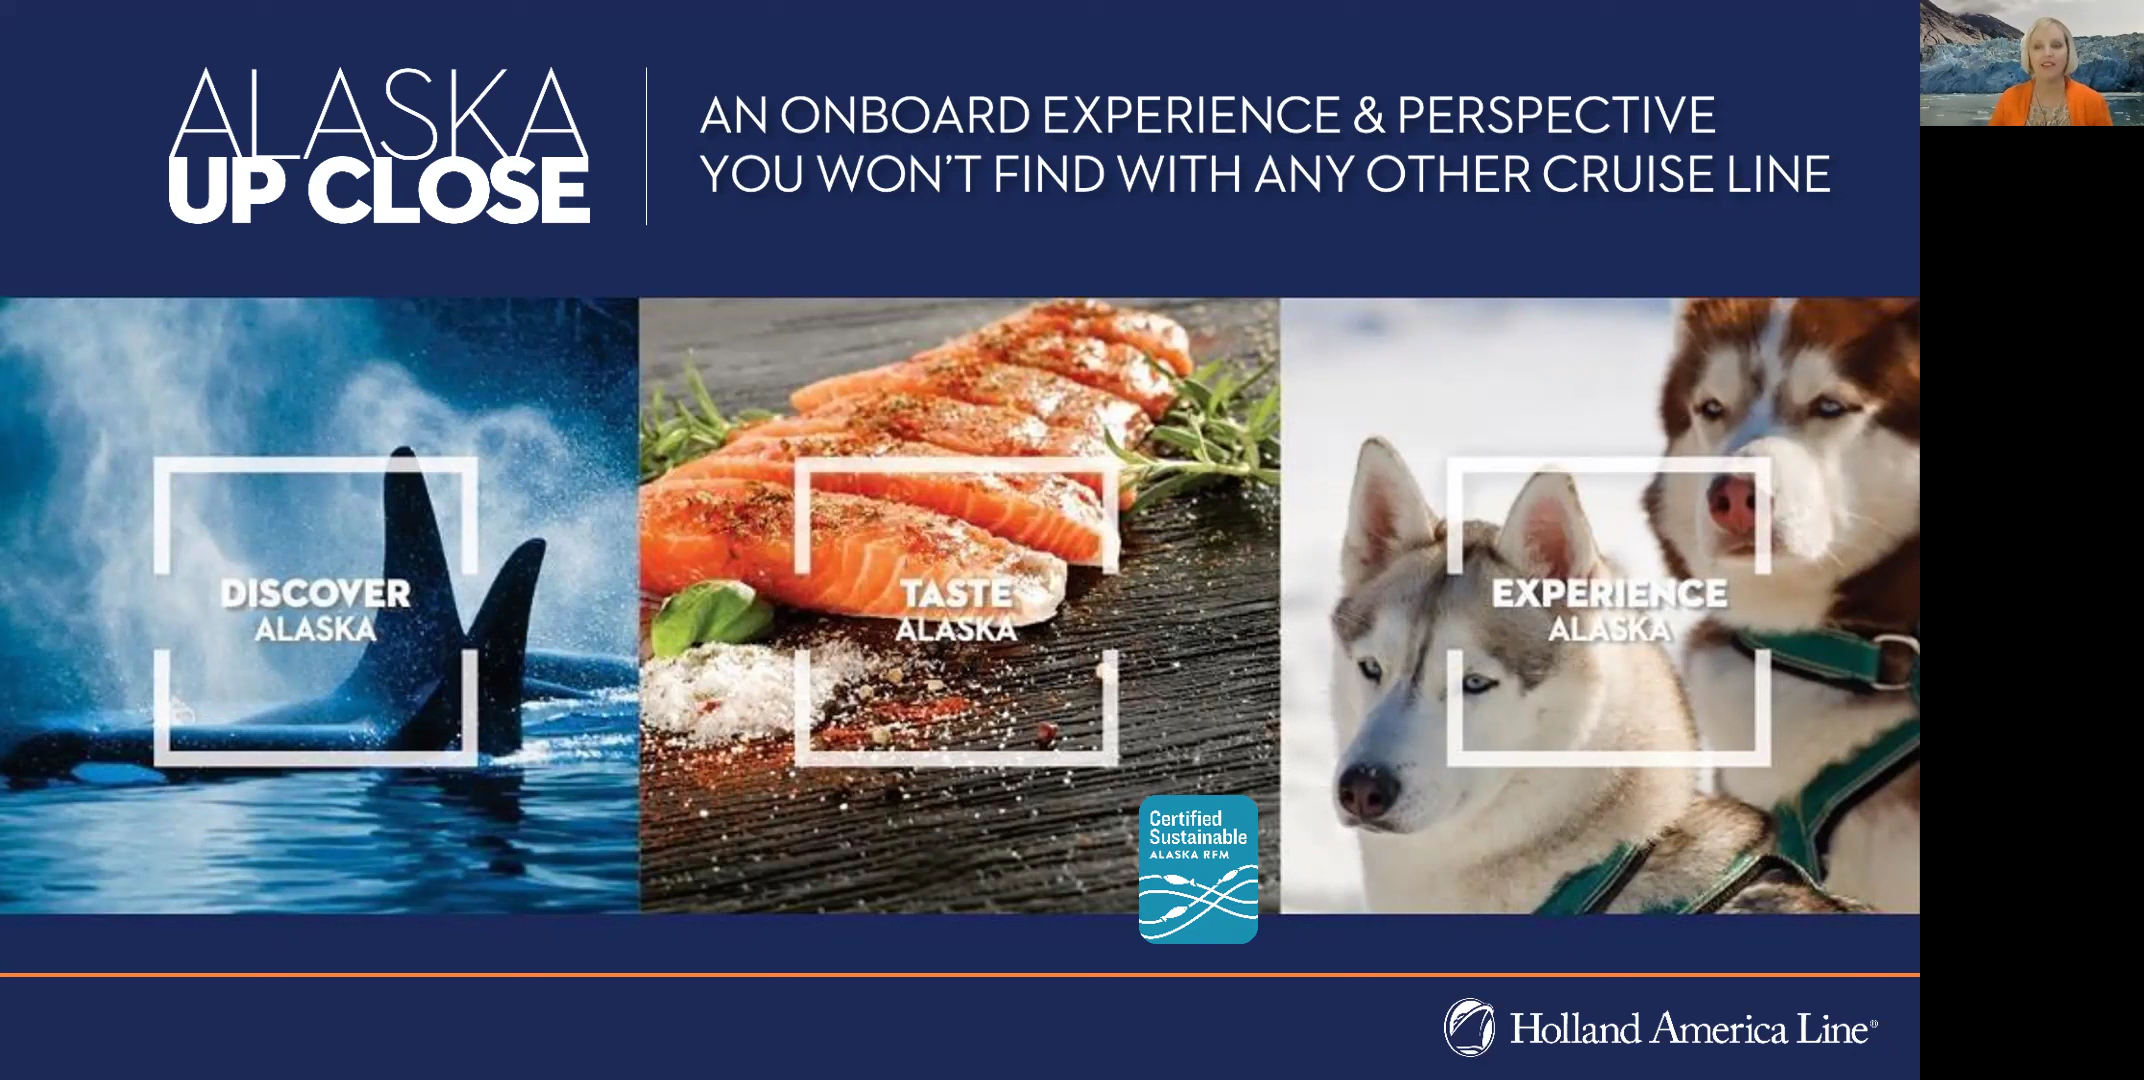 ALASKA
UP CLOSE
AN ONBOARD EXPERIENCE & PERSPECTIVE
YOU WON'T FIND WITH ANY OTHER CRUISE LINE
DISCOVER
ALASKA
TASTE
ALASKA
EXPERIENCE
ALASKA
Certified
Sustainable
ALASKA RFM
Holland America Line®